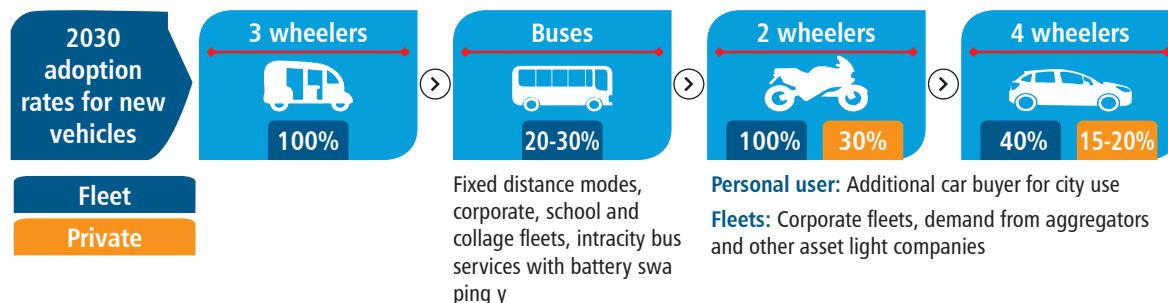 2030
adoption
rates for new
vehicles
3 wheelers
100%
Buses
20-30%
2 wheelers
100% 30%
4 wheelers
40% 15-20%
Fleet
Private
Fixed distance modes,
corporate, school and
collage fleets, intracity bus
services with battery swa
ping y
Personal user: Additional car buyer for city use
Fleets: Corporate fleets, demand from aggregators
and other asset light companies